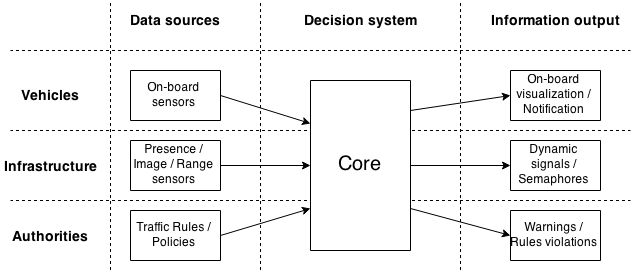 Data sources
Decision system
Information output
Vehicles
On-board
sensors
On-board
visualization /
Notification
Infrastructure
Presence /
Image / Range
sensors
Core
Dynamic
signals /
Semaphores
Authorities
Traffic Rules /
Policies
Warnings /
Rules violations